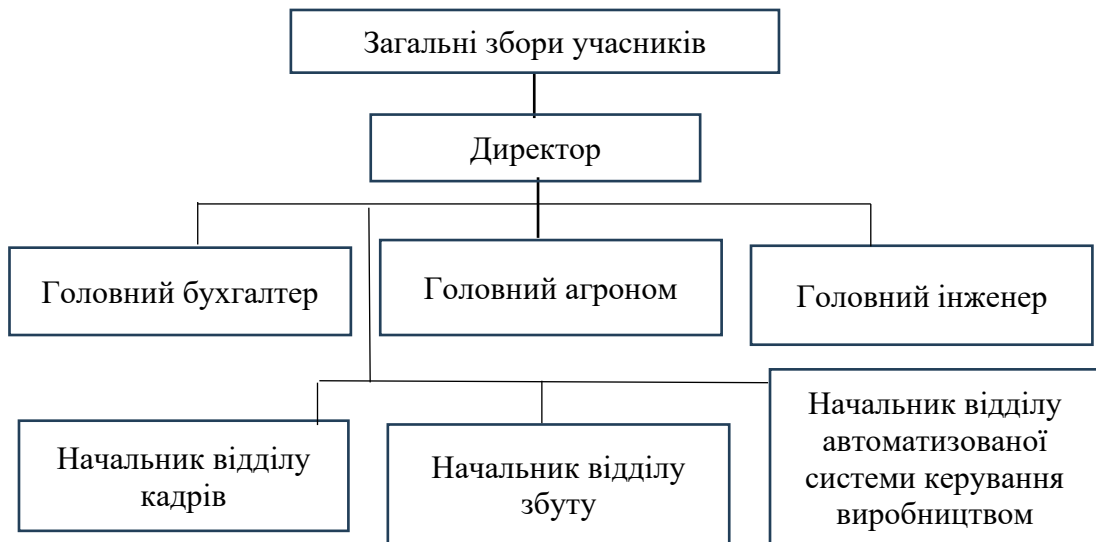 Загальні збори учасників
Директор
Головний бухгалтер
Головний агроном
Головний інженер
Начальник відділу
кадрів
Начальник відділу
збуту
Начальник відділу
автоматизованої
системи керування
виробництвом